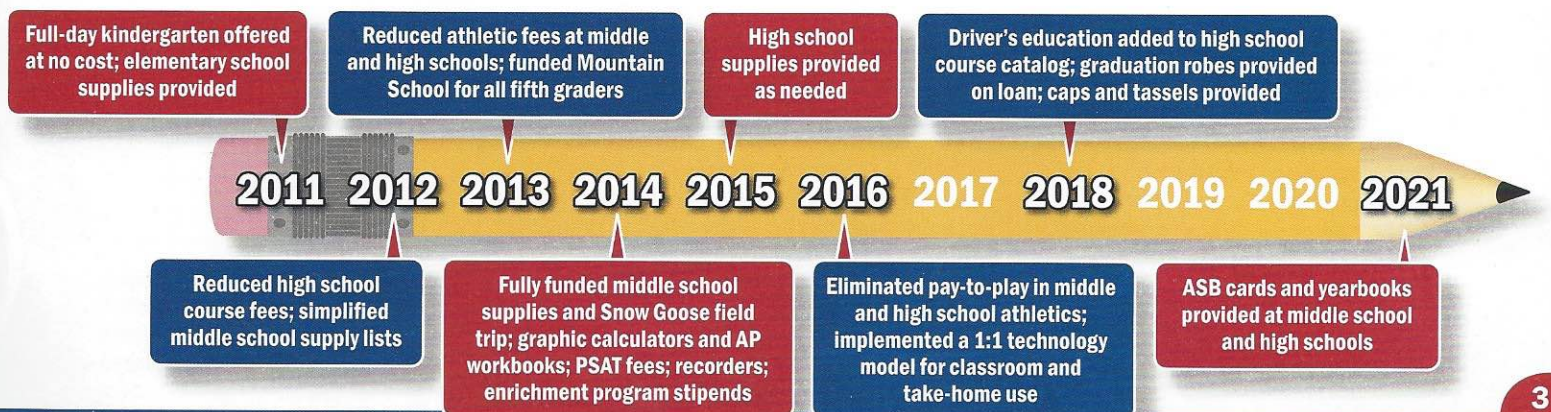 Full-day kindergarten offered
at no cost; elementary school
supplies provided
Reduced athletic fees at middle
and high schools; funded Mountain
School for all fifth graders
High school
supplies provided
as needed
Driver's education added to high school
course catalog; graduation robes provided
on loan; caps and tassels provided
2011 2012 2013 2014 2015 2016 2017 2018 2019 2020 2021
Reduced high school
course fees; simplified
middle school supply lists
Fully funded middle school
supplies and Snow Goose field
trip; graphic calculators and AP
workbooks; PSAT fees; recorders;
enrichment program stipends
Eliminated pay-to-play in middle
and high school athletics;
implemented a 1:1 technology
model for classroom and
take-home use
ASB cards and yearbooks
provided at middle school
and high schools
3